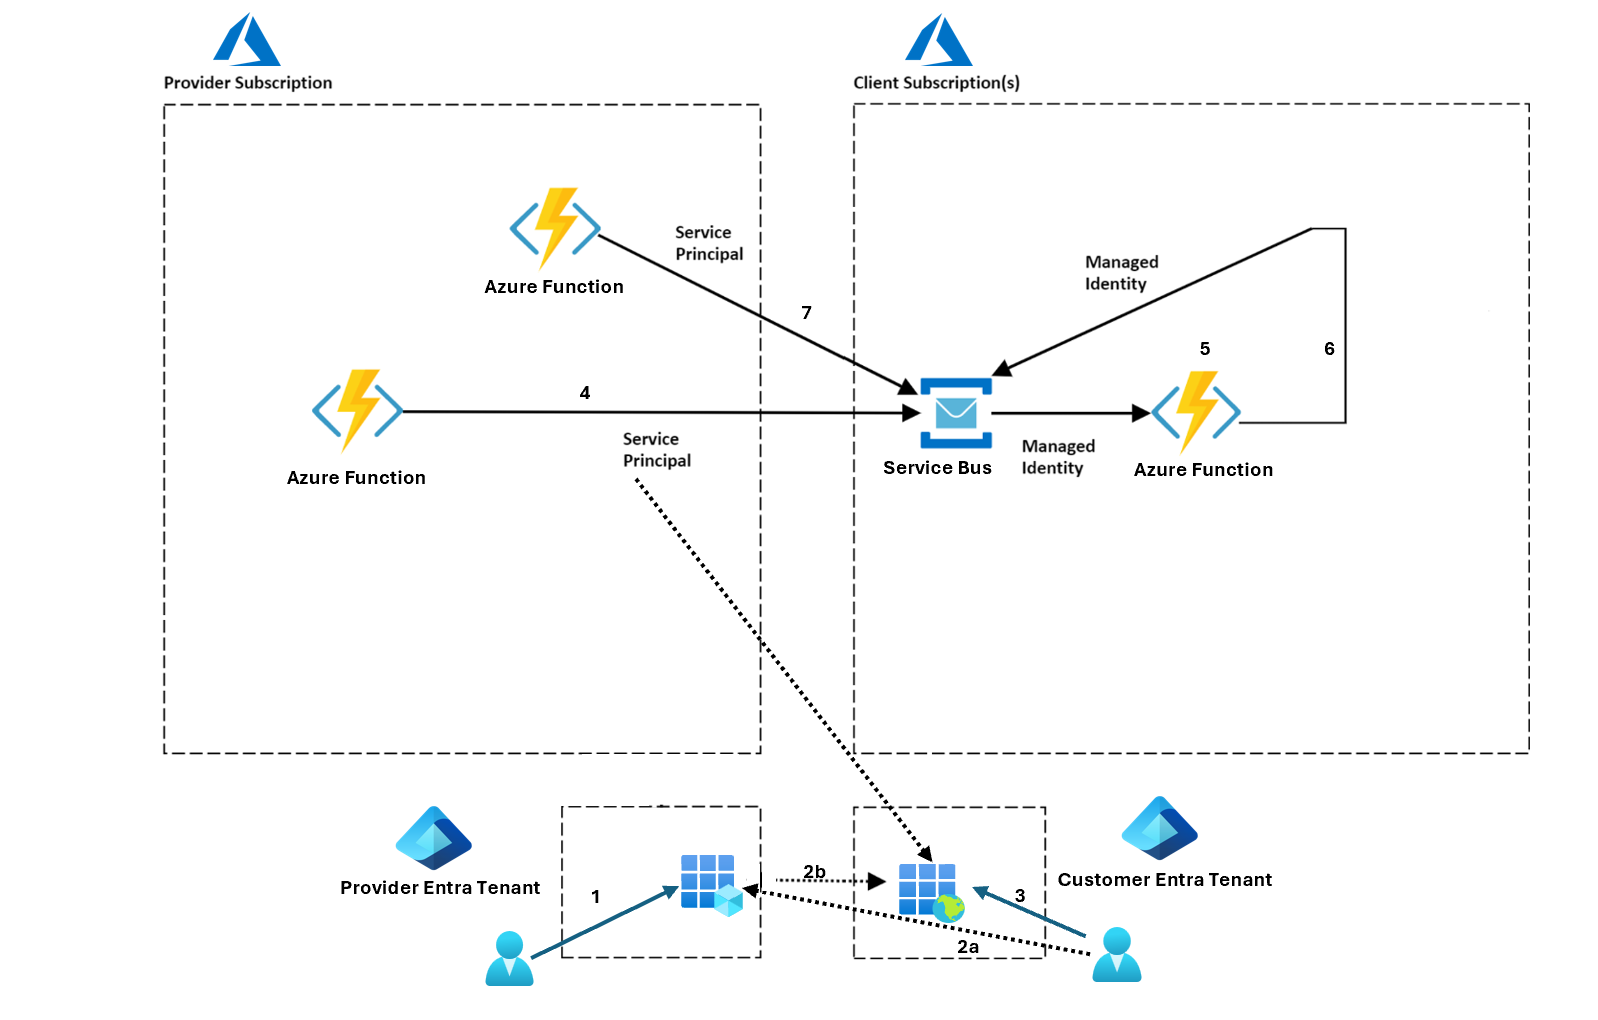 Provider Subscription
Client Subscription(s)
Service
Principal
Azure Function
7
Managed
Identity
5
6
4
Service
Principal
Azure Function
Service Bus
Managed
Identity
Azure Function
Provider Entra Tenant
1
2b
2a
3
Customer Entra Tenant